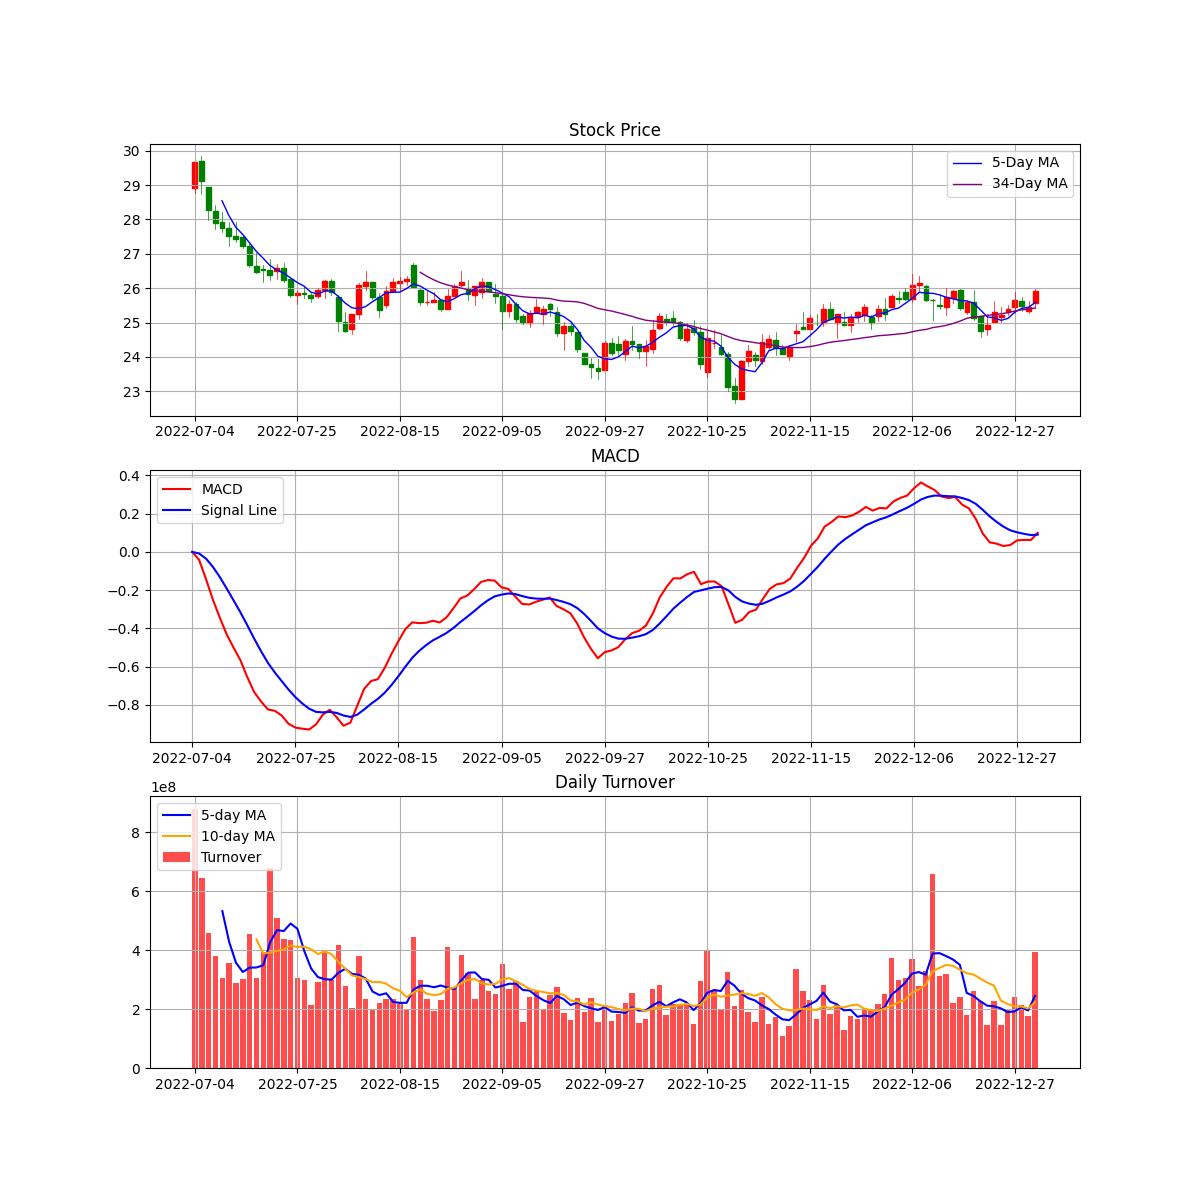 Stock Price
30
29
28
27
26
25
24
23
5-Day MA
34-Day MA
2022-07-04 2022-07-25 2022-08-15 2022-09-05 2022-09-27 2022-10-25 2022-11-15 2022-12-06 2022-12-27
MACD
0.4
0.2
0.0
−0.2
−0.4
−0.6
−0.8
MACD
Signal Line
2022-07-04 2022-07-25 2022-08-15 2022-09-05 2022-09-27 2022-10-25 2022-11-15 2022-12-06 2022-12-27
Daily Turnover
1e8
8
6
4
2
0
5-day MA
10-day MA
Turnover
2022-07-04 2022-07-25 2022-08-15 2022-09-05 2022-09-27 2022-10-25 2022-11-15 2022-12-06 2022-12-27